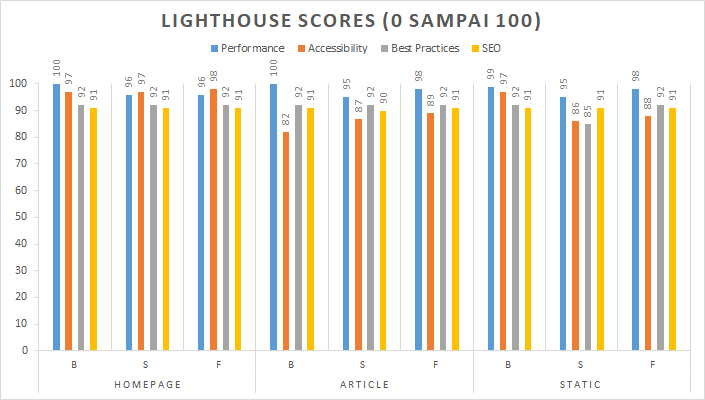 LIGHTHOUSE SCORES (0 SAMPAI 100)
Performance Accessibility Best Practices SEO
100 97 92 91 96 97 92 91 96 98 92 91 100 82 92 91 95 87 92 90 98 89 92 91 99 97 92 91 95 86 85 91 98 88 92 91
100
90
80
70
60
50
40
30
20
10
0
B S F B S F B S F
HOMEPAGE ARTICLE STATIC